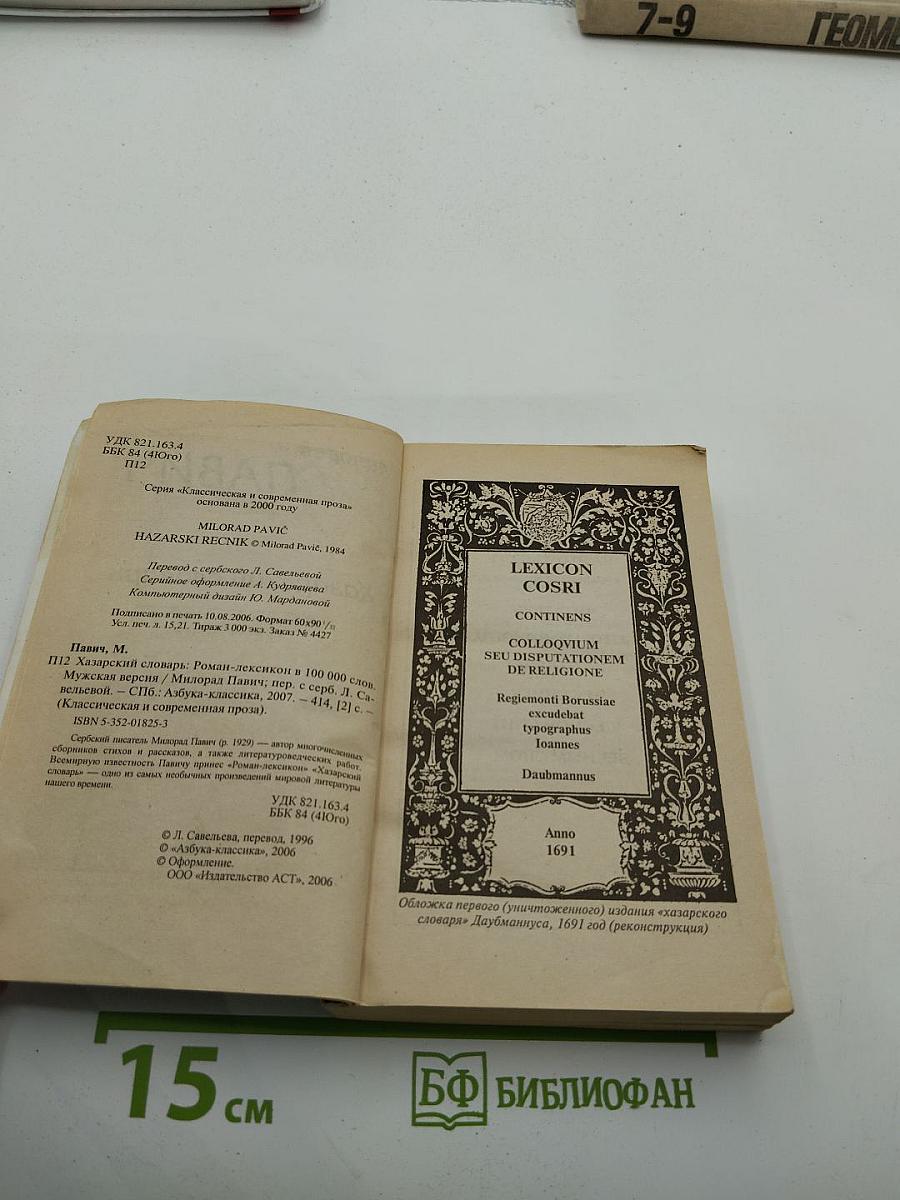 7-9
ГЕОМЕ
УДК 821.163.4
ББК 84 (4Юго)
П12
Серия «Классическая и современная проза»
основана в 2000 году
MILORAD PAVIČ
HAZARSKI RECNIK © Milorad Pavič, 1984
Перевод с сербского Л. Савельевой
Серийное оформление А. Кудрявцева
Компьютерный дизайн Ю. Мардановой
Подписано в печать 10.08.2006. Формат 60x90
Усл. печ. л. 15,21. Тираж 3 000 экз. Заказ № 4427
Павич, М.
П12 Хазарский словарь: Роман-лексикон в 100 000 слов.
Мужская версия / Милорад Павич; пер. с серб. Л. Са-
вельевой. – СПб.: Азбука-классика, 2007. – 414, [2] с. –
(Классическая и современная проза).
ISBN 5-352-01825-3
Сербский писатель Милорад Павич (р. 1929) — автор многочисленных
сборников стихов и рассказов, а также литературоведческих работ.
Всемирную известность Павичу принес «Роман-лексикон» «Хазарский
словарь» — одно из самых необычных произведений мировой литературы
нашего времени.
УДК 821.163.4
ББК 84 (4Юго)
© Л. Савельева, перевод, 1996
© «Азбука-классика», 2006
© Оформление.
ООО «Издательство АСТ», 2006
LEXICON
COSRI
CONTINENS
COLLOQVIUM
SEU DISPUTATIONEM
DE RELIGIONE
Regiemonti Borussiae
excudebat
typographus
Ioannes
Daubmannus
Anno
1691
Обложка первого (уничтоженного) издания «хазарского
словаря» Даубмануса, 1691 год (реконструкция)
15 см
БФ БИБЛИОФАН